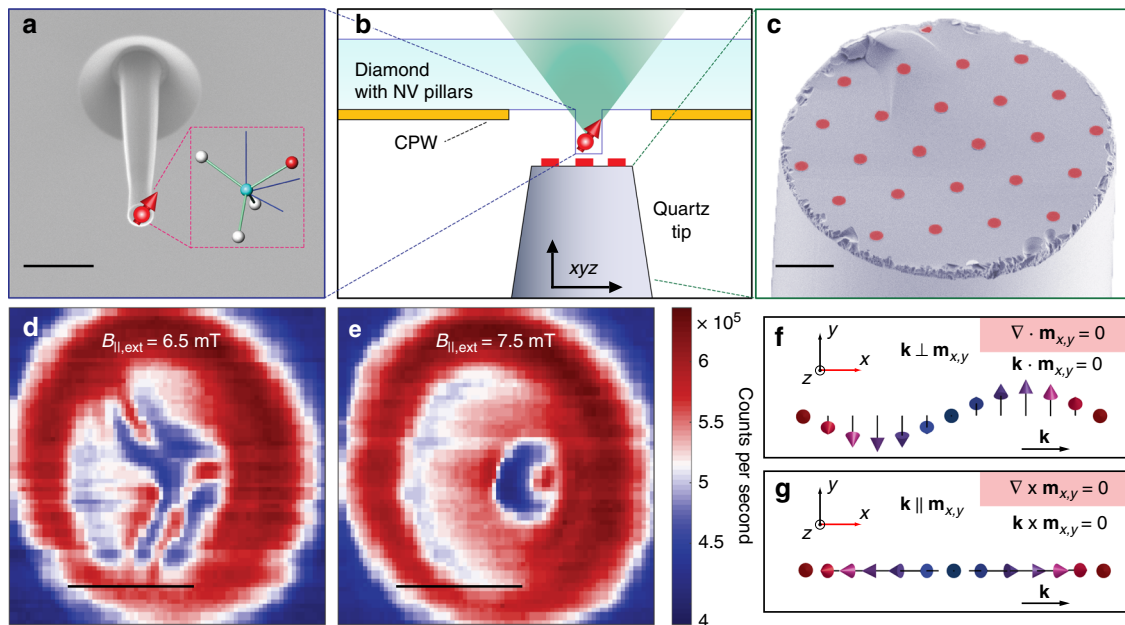 a
b
Diamond
with NV pillars
CPW
Quartz
tip
xyz
c
d
B||,ext = 6.5 mT
e
B||,ext = 7.5 mT
× 10⁵
6
5.5
5
4.5
4
Counts per second
f
y
x
z
k ⊥ mx,y
∇ · mx,y = 0
k · mx,y = 0
k
g
y
x
z
k || mx,y
∇ x mx,y = 0
k x mx,y = 0
k